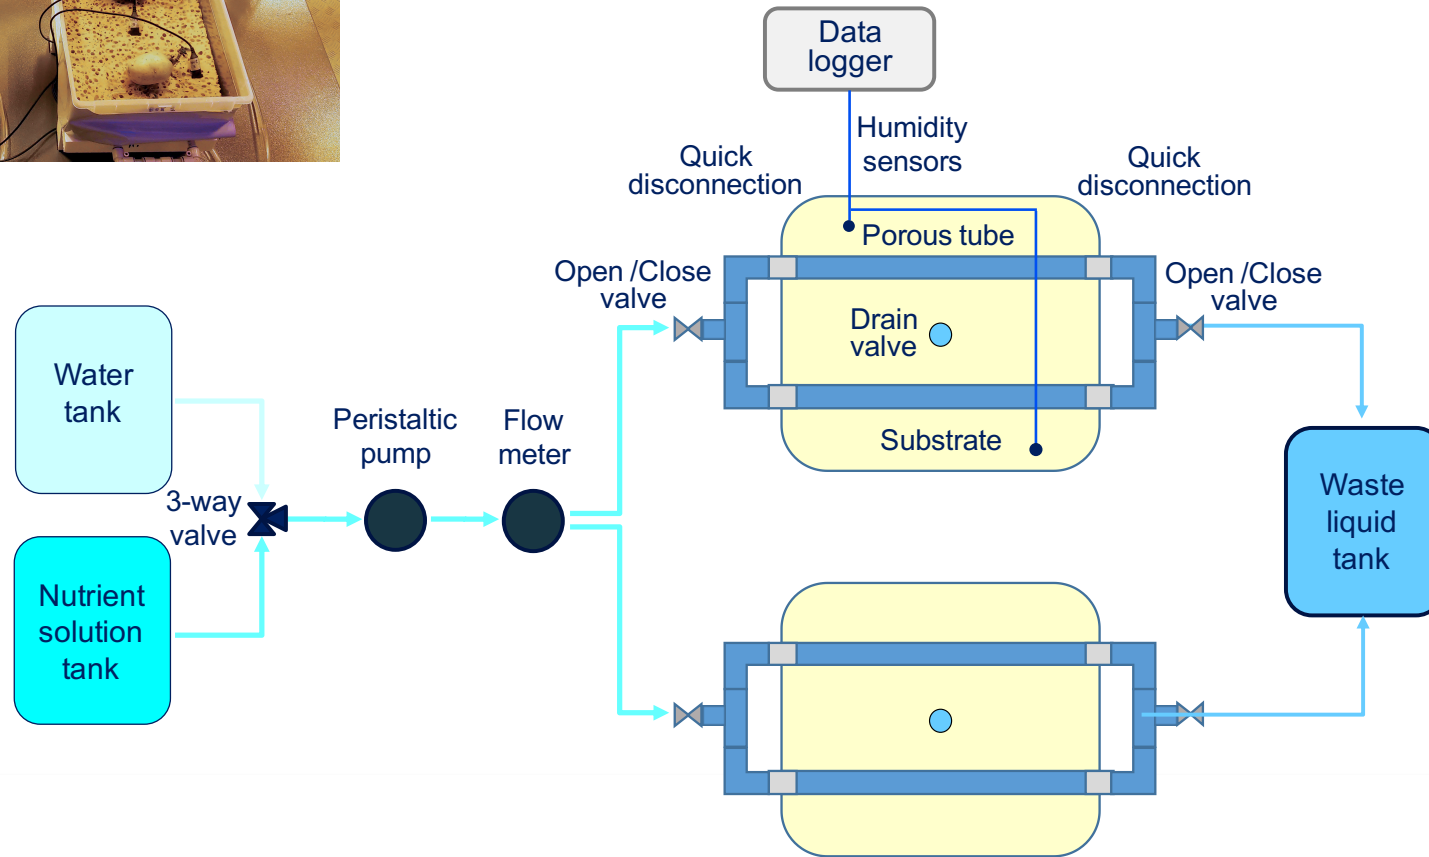 Data
logger
Humidity
sensors
Quick
disconnection
Quick
disconnection
Porous tube
Open /Close
valve
Open /Close
valve
Drain
valve
Water
tank
Peristaltic
pump
Flow
meter
Substrate
3-way
valve
Waste
liquid
tank
Nutrient
solution
tank